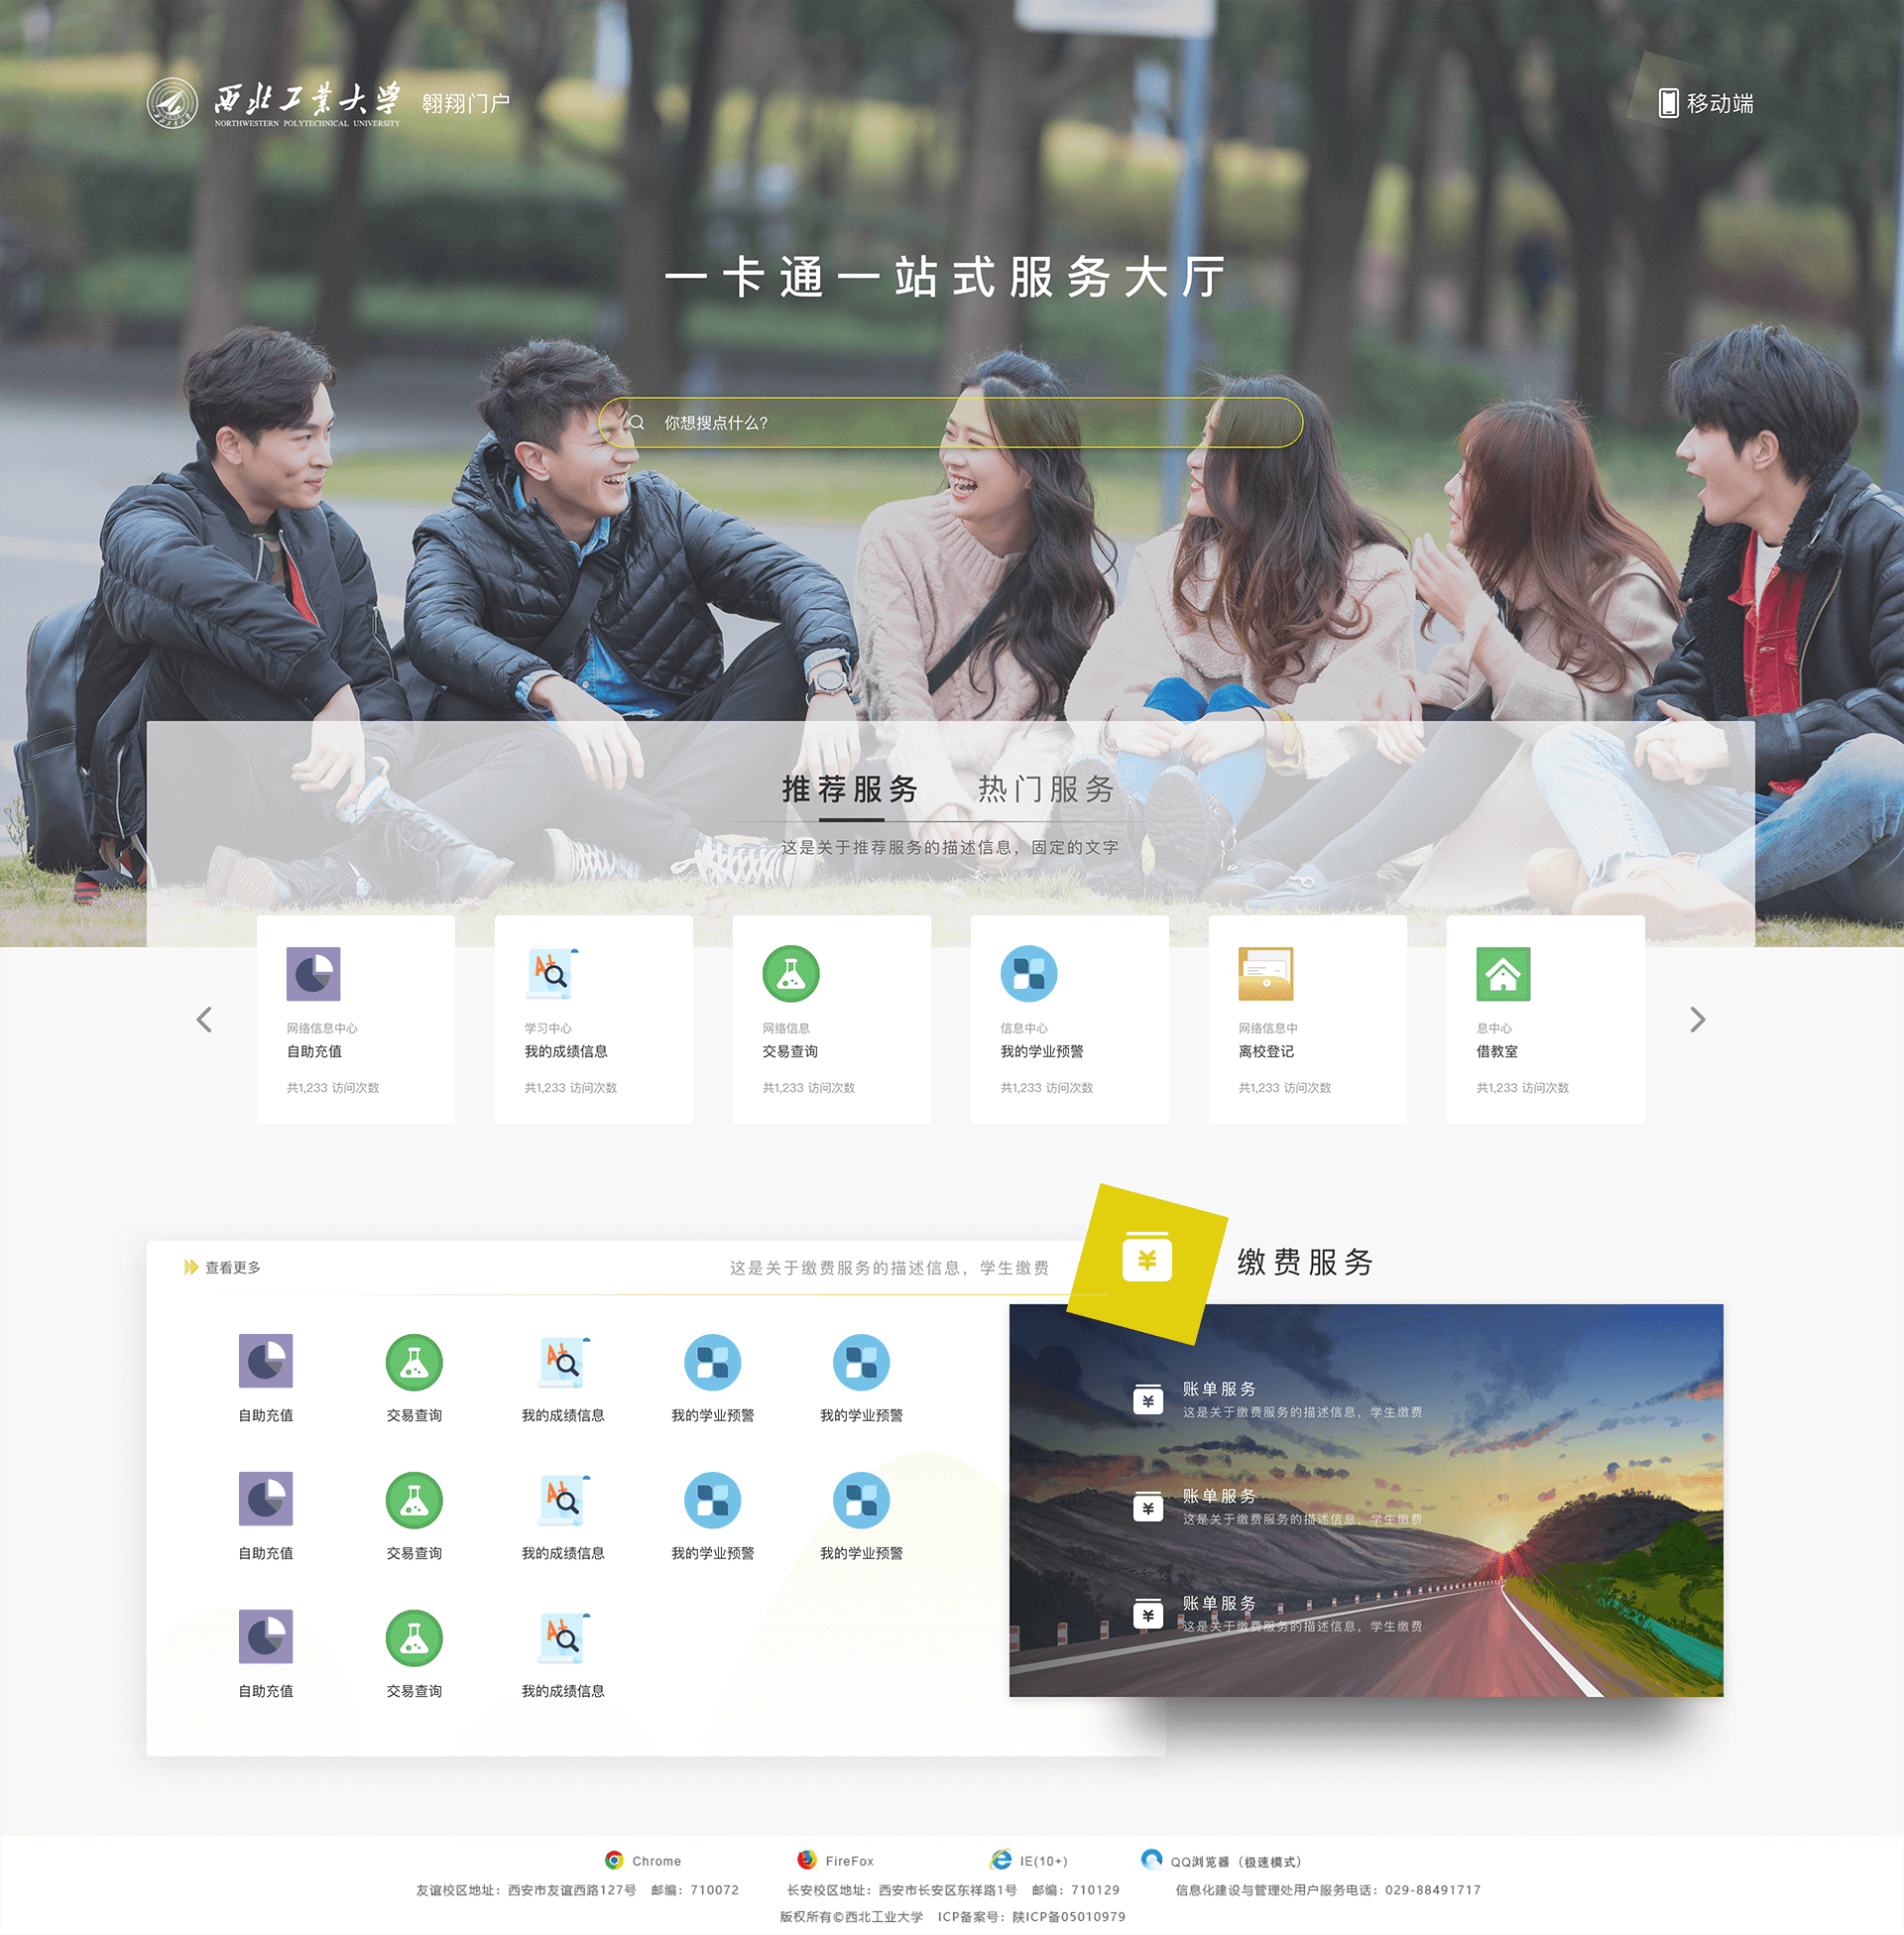 西北工业大学 翱翔门户
NORTHWESTERN POLYTECHNICAL UNIVERSITY
移动端
一卡通一站式服务大厅
你想搜点什么?
推荐服务 热门服务
这是关于推荐服务的描述信息，固定的文字
网络信息中心 学习中心 网络信息 信息中心 网络信息中 息中心
自助充值 我的成绩信息 交易查询 我的学业预警 离校登记 借教室
共1,233 访问次数 共1,233 访问次数 共1,233 访问次数 共1,233 访问次数 共1,233 访问次数 共1,233 访问次数
查看更多 这是关于缴费服务的描述信息，学生缴费
缴费服务
自助充值 交易查询 我的成绩信息 我的学业预警 我的学业预警
自助充值 交易查询 我的成绩信息 我的学业预警 我的学业预警
自助充值 交易查询 我的成绩信息
账单服务
这是关于缴费服务的描述信息，学生缴费
账单服务
这是关于缴费服务的描述信息，学生缴费
账单服务
这是关于缴费服务的描述信息，学生缴费
Chrome FireFox IE(10+) QQ浏览器（极速模式）
友谊校区地址：西安市友谊西路127号 邮编：710072 长安校区地址：西安市长安区东祥路1号 邮编：710129 信息化建设与管理处用户服务电话：029-88491717
版权所有©西北工业大学 ICP备案号：陕ICP备05010979